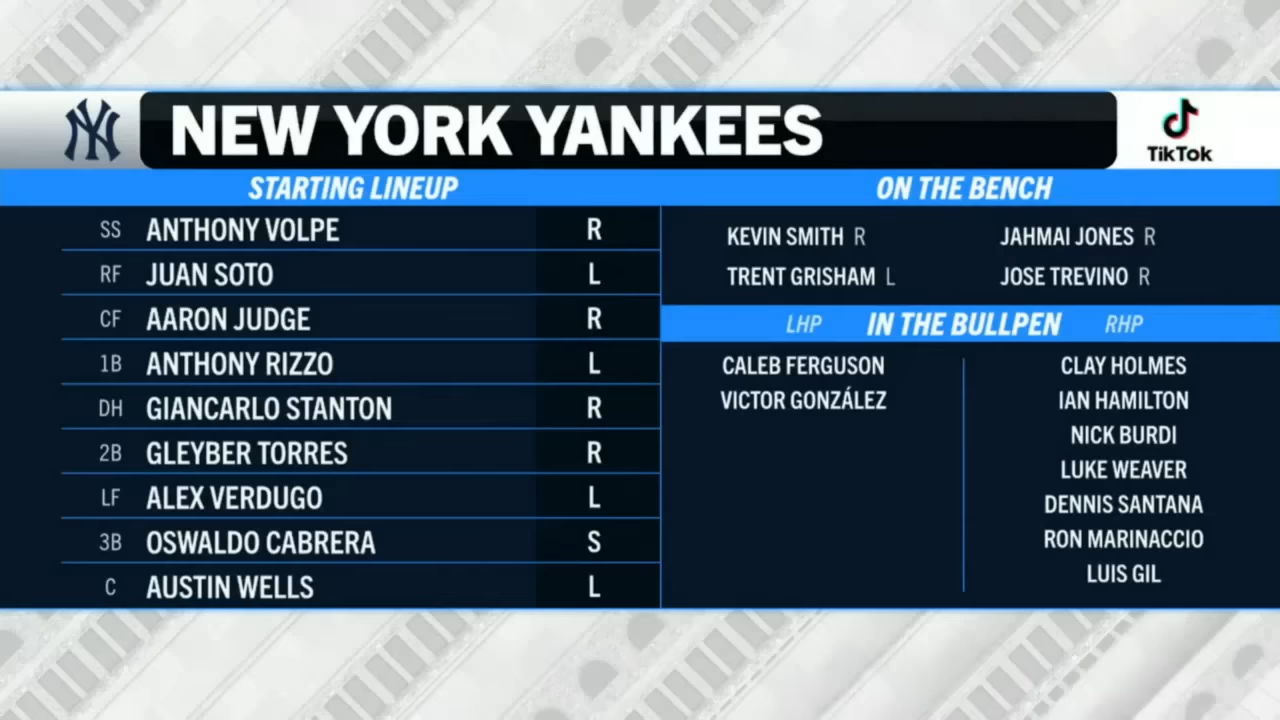 NY
NEW YORK YANKEES
TikTok
STARTING LINEUP
SS ANTHONY VOLPE R
RF JUAN SOTO L
CF AARON JUDGE R
1B ANTHONY RIZZO L
DH GIANCARLO STANTON R
2B GLEYBER TORRES R
LF ALEX VERDUGO L
3B OSWALDO CABRERA S
C AUSTIN WELLS L
ON THE BENCH
KEVIN SMITH R JAHMAI JONES R
TRENT GRISHAM L JOSE TREVINO R
LHP IN THE BULLPEN RHP
CALEB FERGUSON
VICTOR GONZÁLEZ
CLAY HOLMES
IAN HAMILTON
NICK BURDI
LUKE WEAVER
DENNIS SANTANA
RON MARINACCIO
LUIS GIL